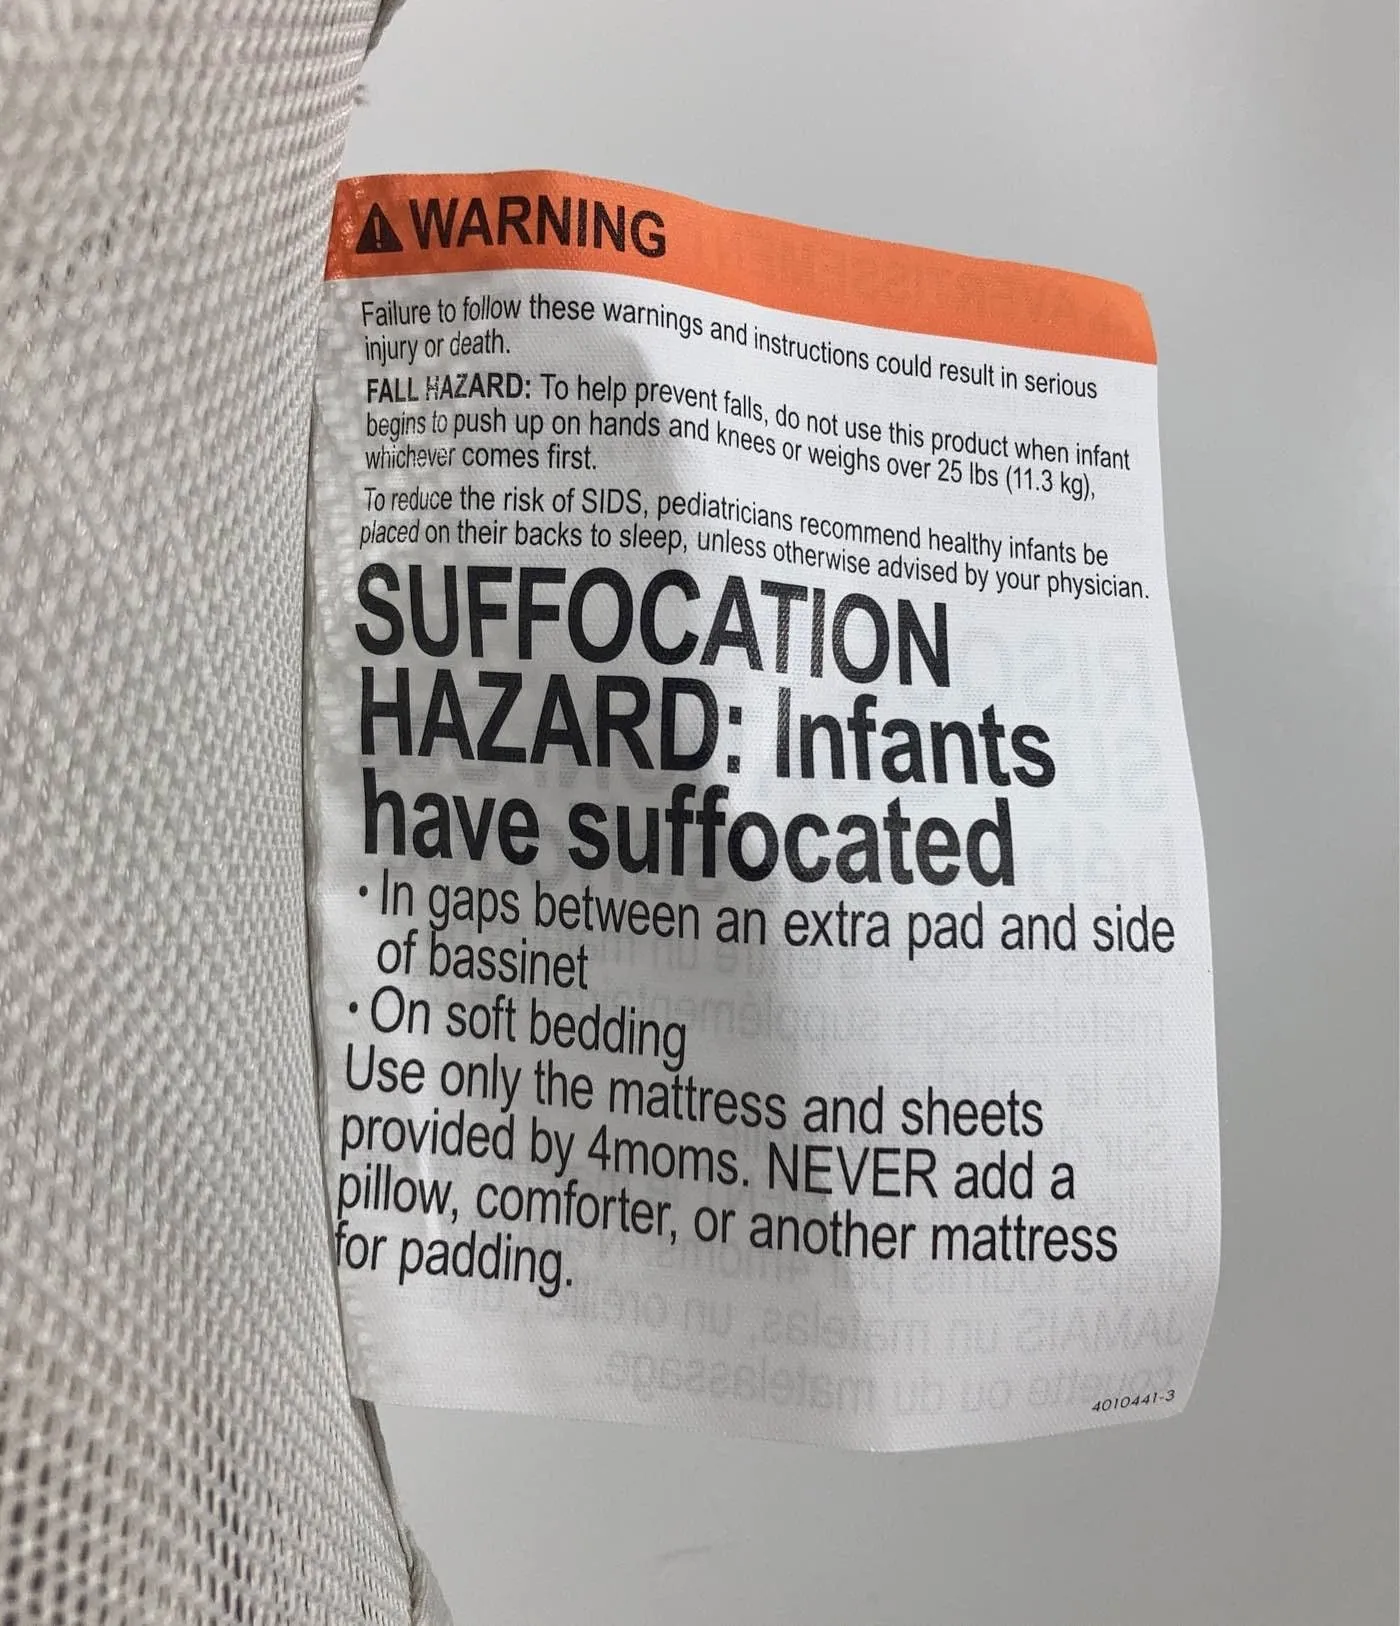 ⚠ WARNING
Failure to follow these warnings and instructions could result in serious
injury or death.
FALL HAZARD: To help prevent falls, do not use this product when infant
begins to push up on hands and knees or weighs over 25 lbs (11.3 kg),
whichever comes first.
To reduce the risk of SIDS, pediatricians recommend healthy infants be
placed on their backs to sleep, unless otherwise advised by your physician.
SUFFOCATION
HAZARD: Infants
have suffocated
• In gaps between an extra pad and side
of bassinet
• On soft bedding
Use only the mattress and sheets
provided by 4moms. NEVER add a
pillow, comforter, or another mattress
for padding.
4010441-3